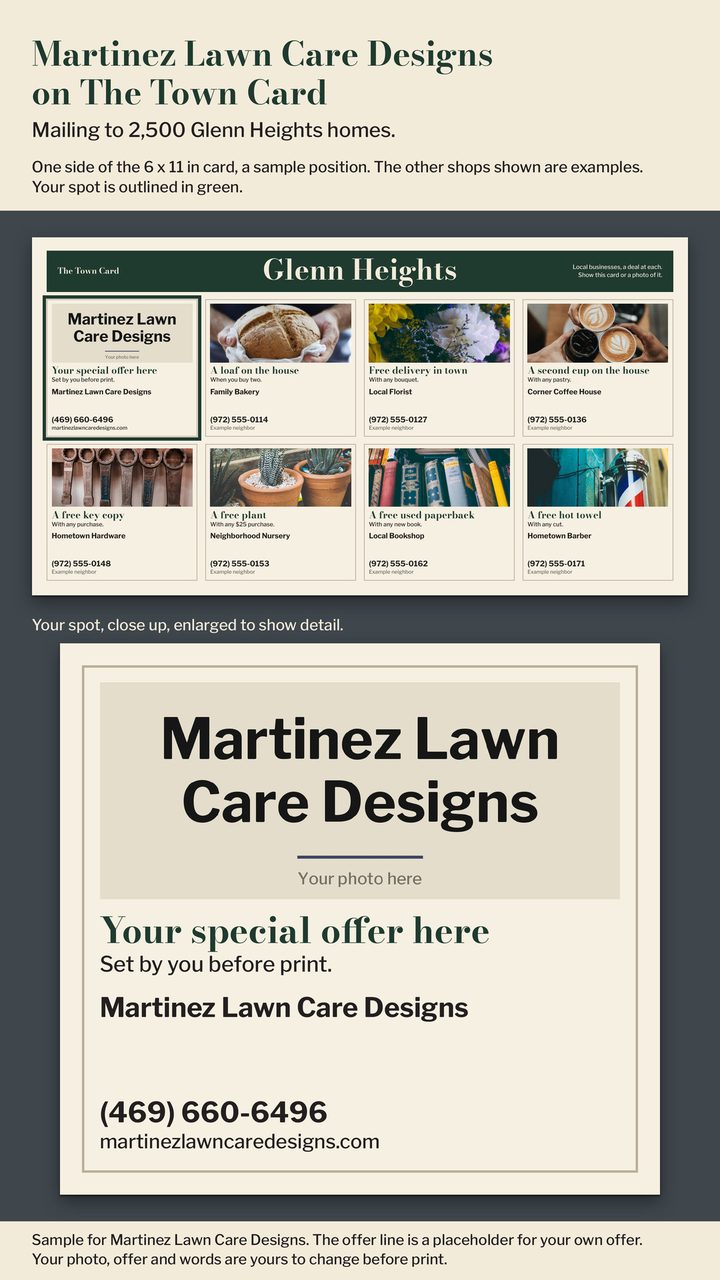 Martinez Lawn Care Designs
on The Town Card
Mailing to 2,500 Glenn Heights homes.
One side of the 6 x 11 in card, a sample position. The other shops shown are examples.
Your spot is outlined in green.
The Town Card
Glenn Heights
Local businesses, a deal at each.
Show this card or a photo of it.
Martinez Lawn
Care Designs
Your photo here
Your special offer here
Set by you before print.
Martinez Lawn Care Designs
(469) 660-6496
martinezlawncaredesigns.com
A loaf on the house
When you buy two.
Family Bakery
(972) 555-0114
Example neighbor
Free delivery in town
With any bouquet.
Local Florist
(972) 555-0127
Example neighbor
A second cup on the house
With any pastry.
Corner Coffee House
(972) 555-0136
Example neighbor
A free key copy
With any purchase.
Hometown Hardware
(972) 555-0148
Example neighbor
A free plant
With any $25 purchase.
Neighborhood Nursery
(972) 555-0153
Example neighbor
A free used paperback
With any new book.
Local Bookshop
(972) 555-0162
Example neighbor
A free hot towel
With any cut.
Hometown Barber
(972) 555-0171
Example neighbor
Your spot, close up, enlarged to show detail.
Martinez Lawn
Care Designs
Your photo here
Your special offer here
Set by you before print.
Martinez Lawn Care Designs
(469) 660-6496
martinezlawncaredesigns.com
Sample for Martinez Lawn Care Designs. The offer line is a placeholder for your own offer.
Your photo, offer and words are yours to change before print.